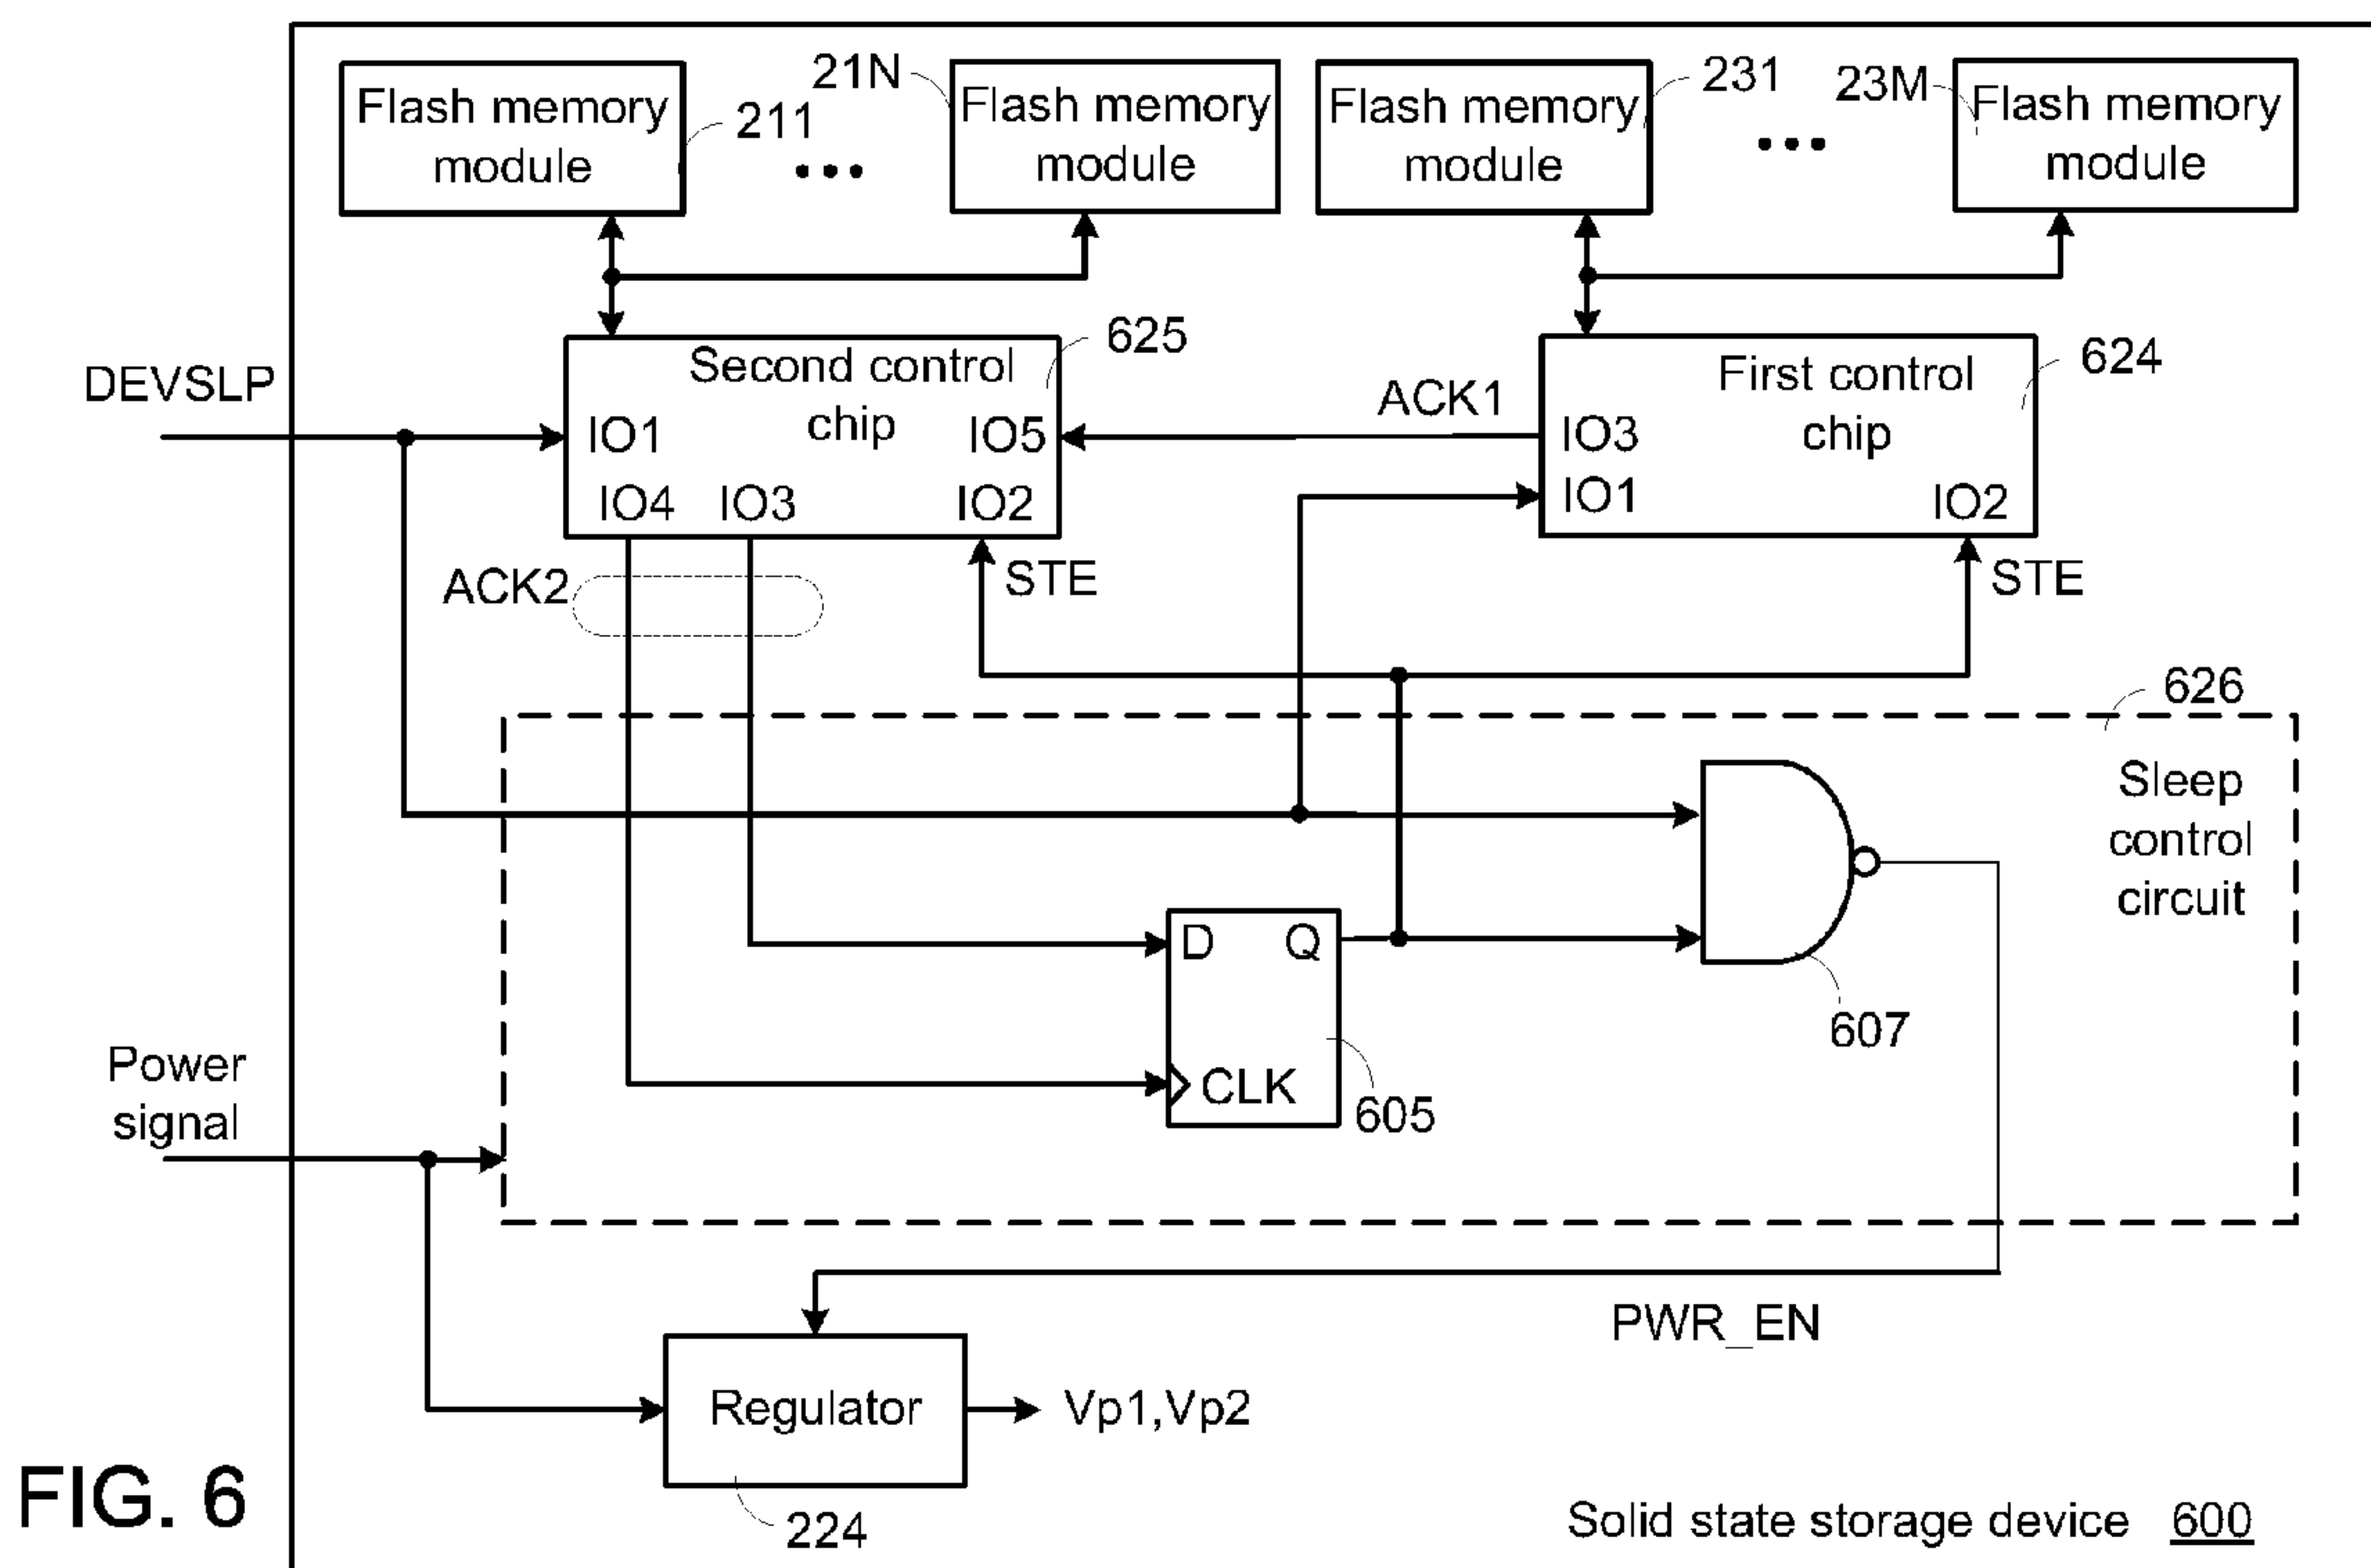 Flash memory
module
211
21N
Flash memory
module
Flash memory
module
231
23M
Flash memory
module
DEVSLP
Second control
chip
625
IO1
IO5
IO4
IO3
IO2
ACK1
First control
chip
624
IO3
IO1
IO2
ACK2
STE
STE
626
Sleep
control
circuit
607
D
Q
CLK
605
Power
signal
PWR_EN
Regulator
Vp1,Vp2
224
FIG. 6
Solid state storage device 600